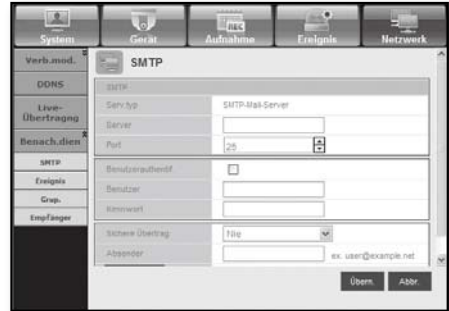 System Gerät Aufnahme Ereignis Netzwerk
Verb.mod.
DDNS
Live-
Übertragng
Benach.dien
SMTP
Ereignis
Grup.
Empfänger
SMTP
SMTP
Serv.typ SMTP-Mail-Server
Server
Port 25
Benutzerauthentif.
Benutzer
Kennwort
Sichere Übertrag. Nie
Absender ex. user@example.net
Übern. Abbr.